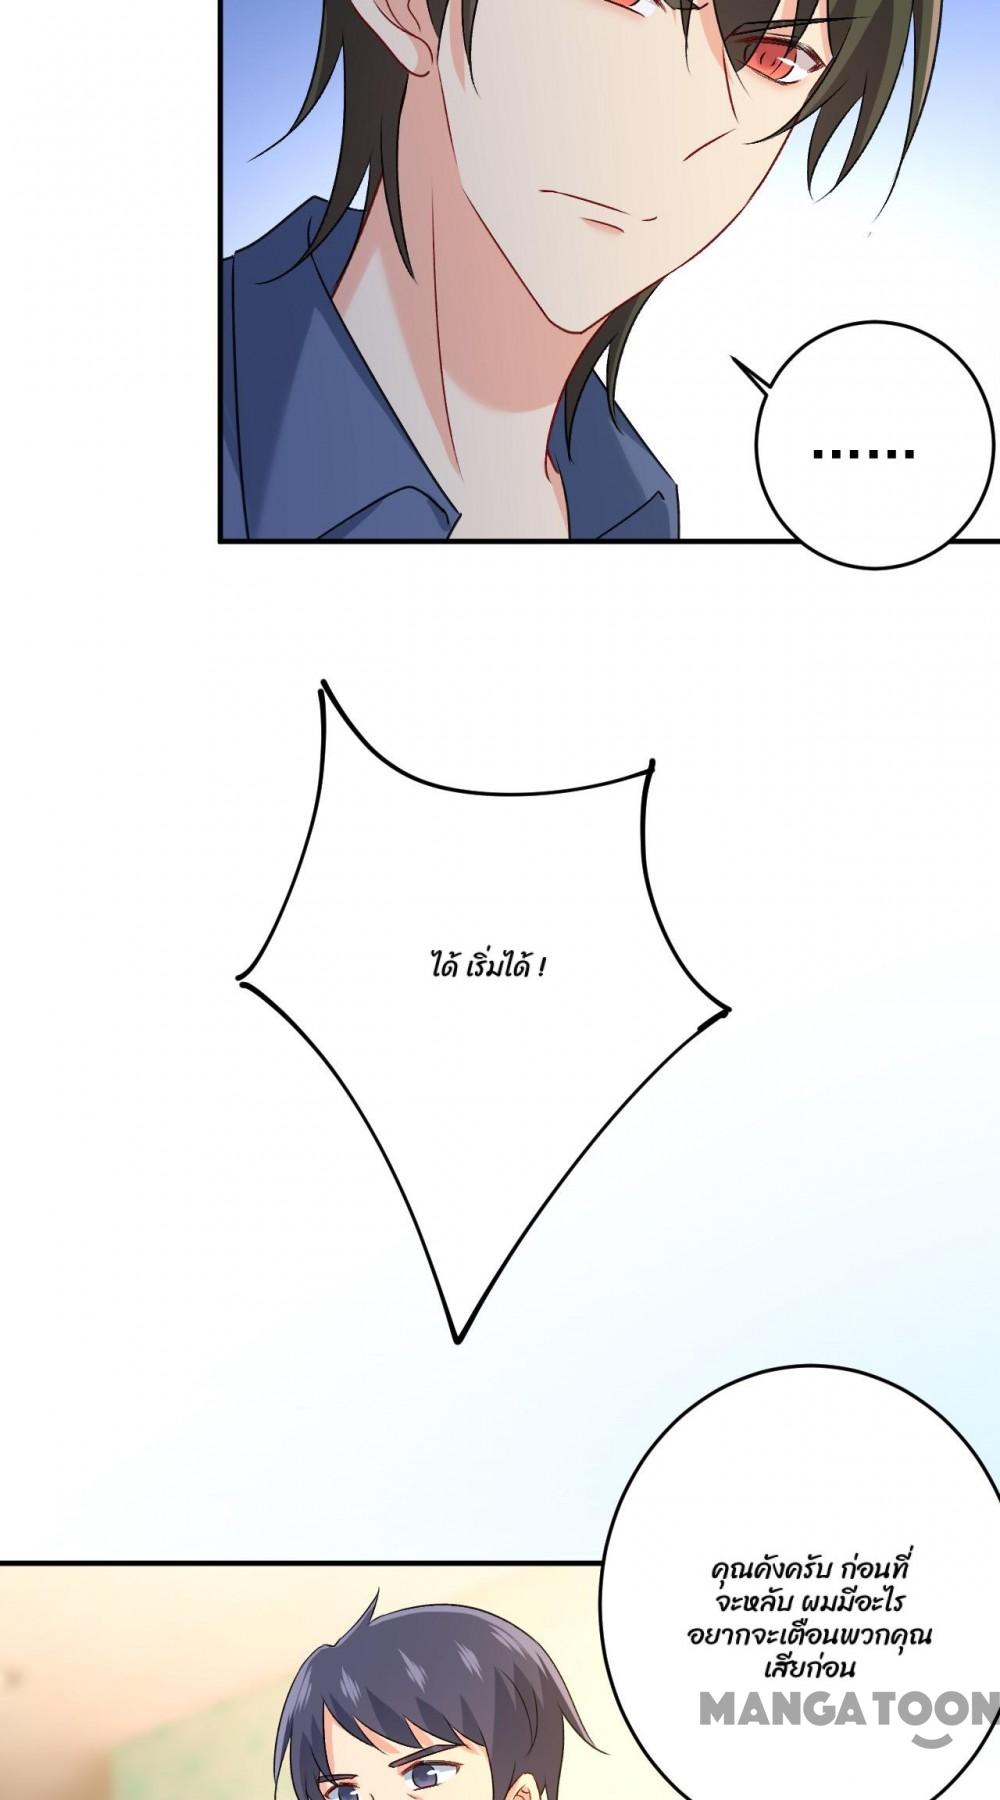 ......
ได้ เริ่มได้ !
คุณคังครับ ก่อนที่
จะหลับ ผมมีอะไร
อยากจะเตือนพวกคุณ
เสียก่อน
MANGATOON